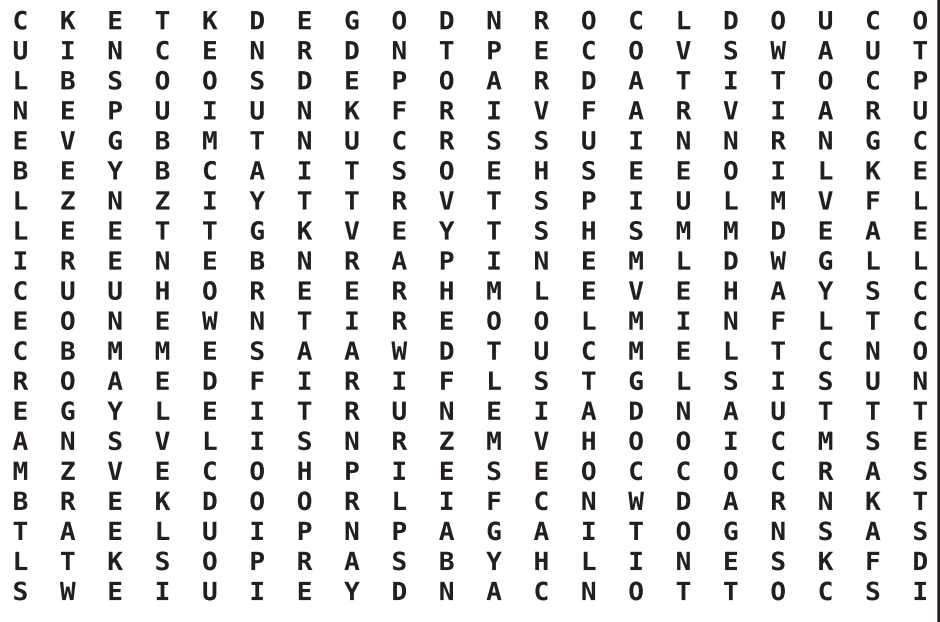 C K E T K D E G O D N R O C L D O U C O
U I N C E N R D N T P E C O V S W A U T
L B S O O S D E P O A R D A T I T O C P
N E P U I U N K F R I V F A R V I A R U
E V G B M T N U C R S S U I N N R N G C
B E Y B C A I T S O E H S E E O I L K E
L Z N Z I Y T T R V T S P I U L M V F L
L E E T T G K V E Y T S H S M M D E A E
I R E N E B N R A P I N E M L D W G L L
C U U H O R E E R H M L E V E H A Y S C
E O N E W N T I R E O O L M I N F L T C
C B M M E S A A W D T U C M E L T C N O
R O A E D F I R I F L S T G L S I S U N
E G Y L E I T R U N E I A D N A U T T T
A N S V L I S N R Z M V H O O I C M S E
M Z V E C O H P I E S E O C C O C R A S
B R E K D O O R L I F C N W D A R N K T
T A E L U I P N P A G A I T O G N S A S
L T K S O P R A S B Y H L I N E S K F D
S W E I U I E Y D N A C N O T T O C S I